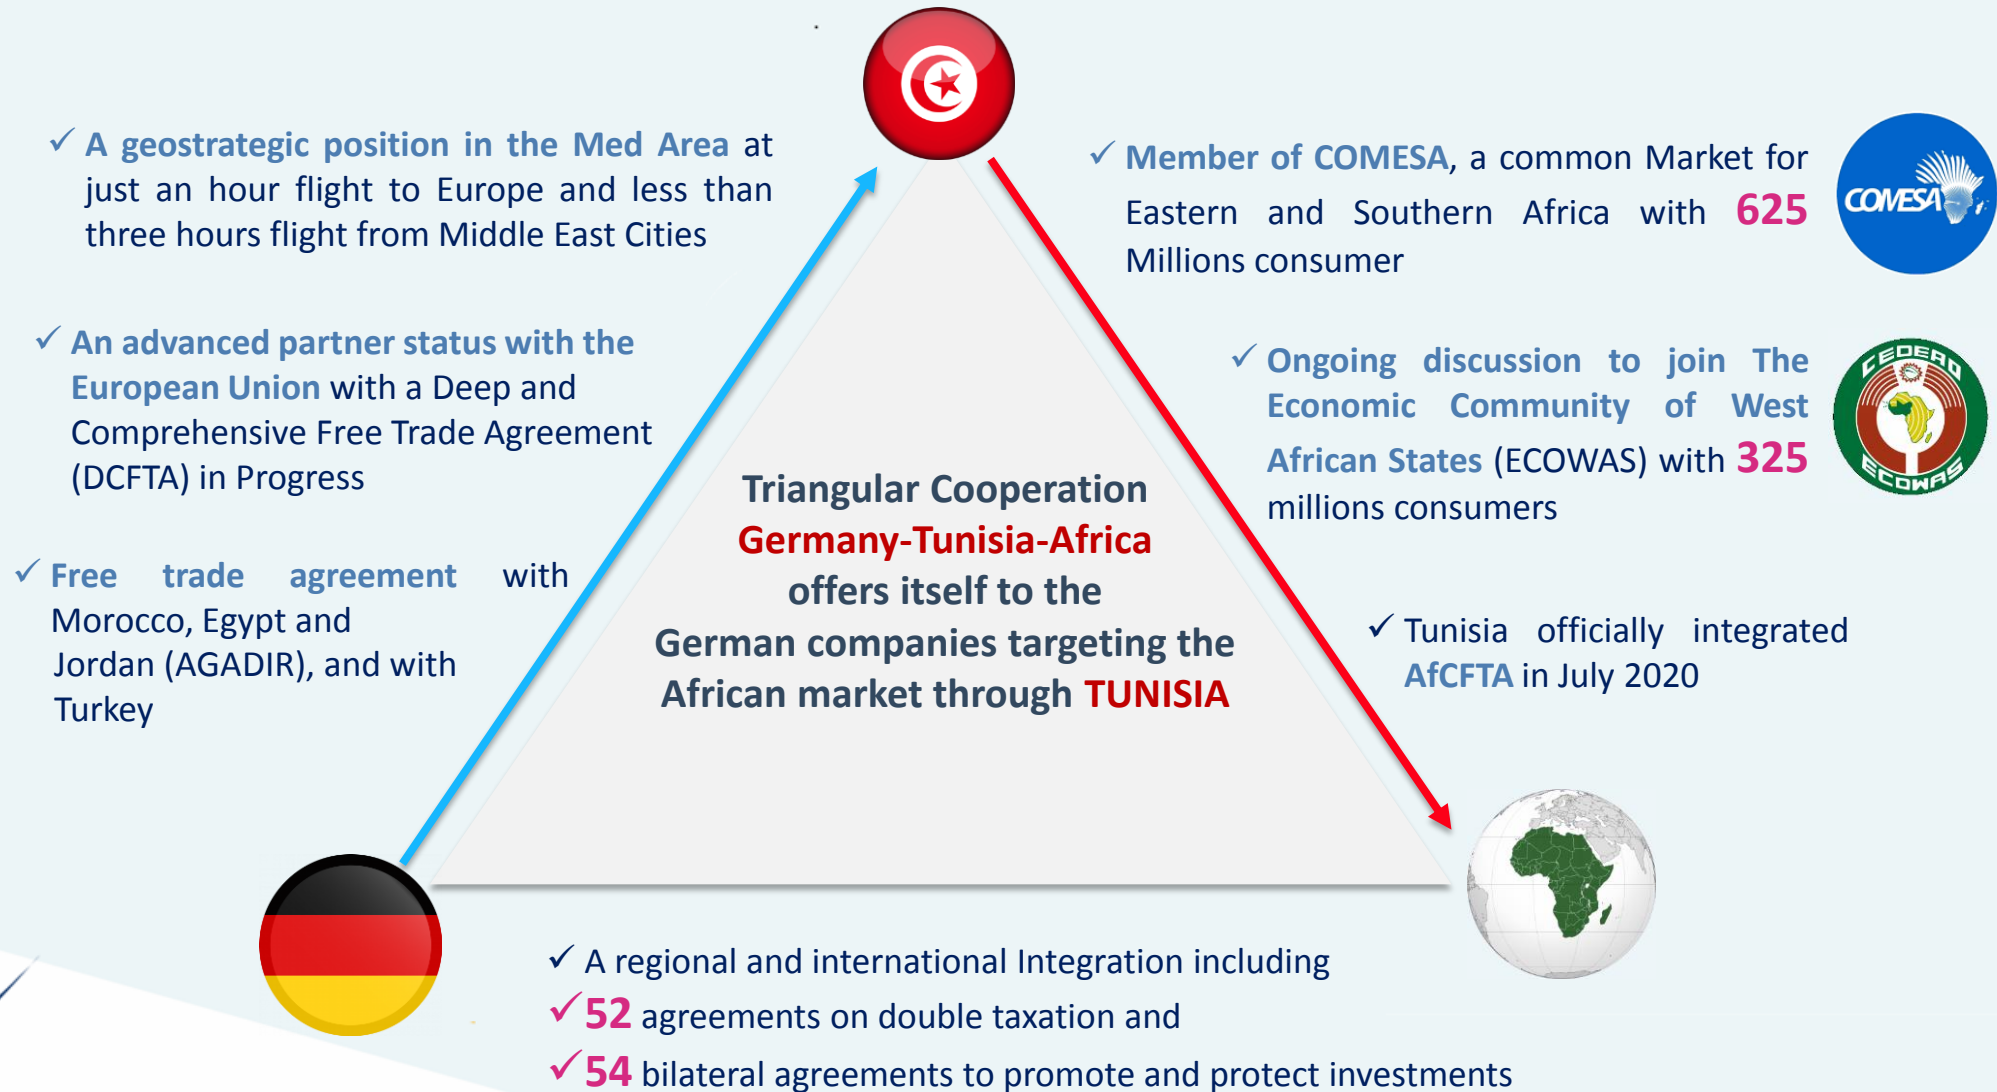 ✓ A geostrategic position in the Med Area at
just an hour flight to Europe and less than
three hours flight from Middle East Cities
✓ An advanced partner status with the
European Union with a Deep and
Comprehensive Free Trade Agreement
(DCFTA) in Progress
✓ Free trade agreement with
Morocco, Egypt and
Jordan (AGADIR), and with
Turkey
Triangular Cooperation
Germany-Tunisia-Africa
offers itself to the
German companies targeting the
African market through TUNISIA
✓ Member of COMESA, a common Market for
Eastern and Southern Africa with 625
Millions consumer
COMESA
✓ Ongoing discussion to join The
Economic Community of West
African States (ECOWAS) with 325
millions consumers
CEDEAO
ECOWAS
✓ Tunisia officially integrated
AfCFTA in July 2020
✓ A regional and international Integration including
✓ 52 agreements on double taxation and
✓ 54 bilateral agreements to promote and protect investments